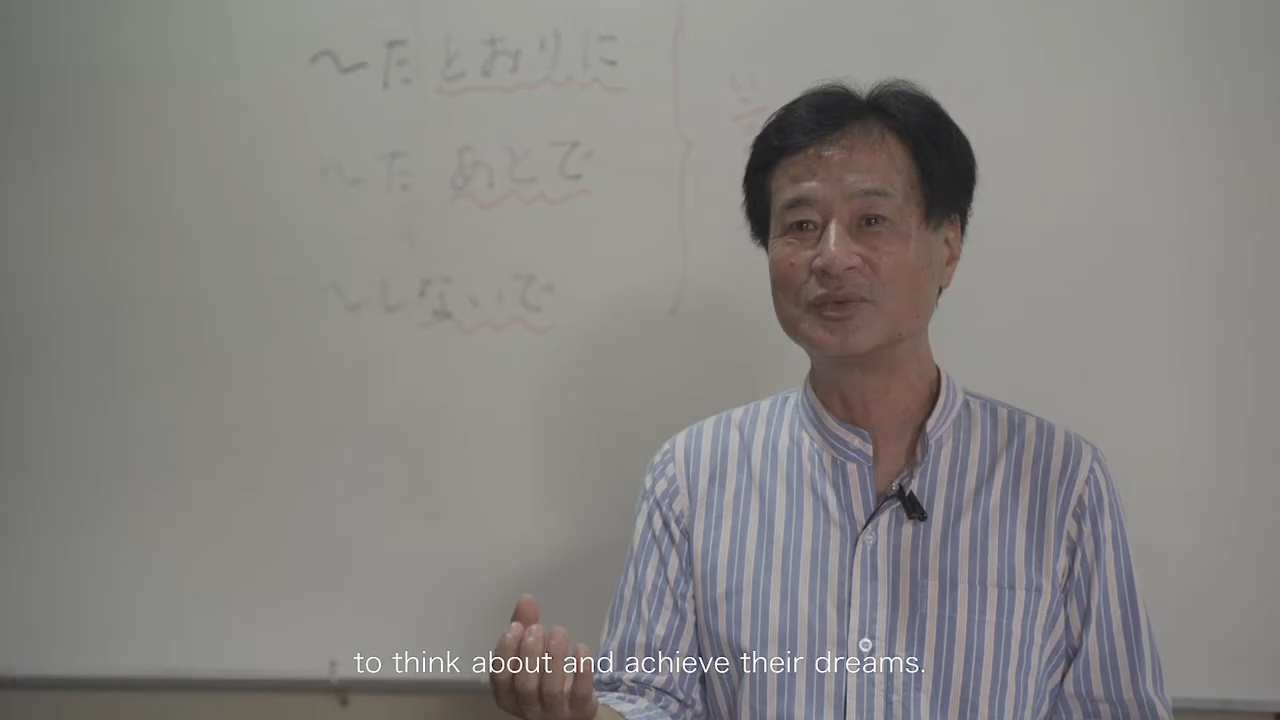 ～た とおりに
～た あとで
～しないで
to think about and achieve their dreams.